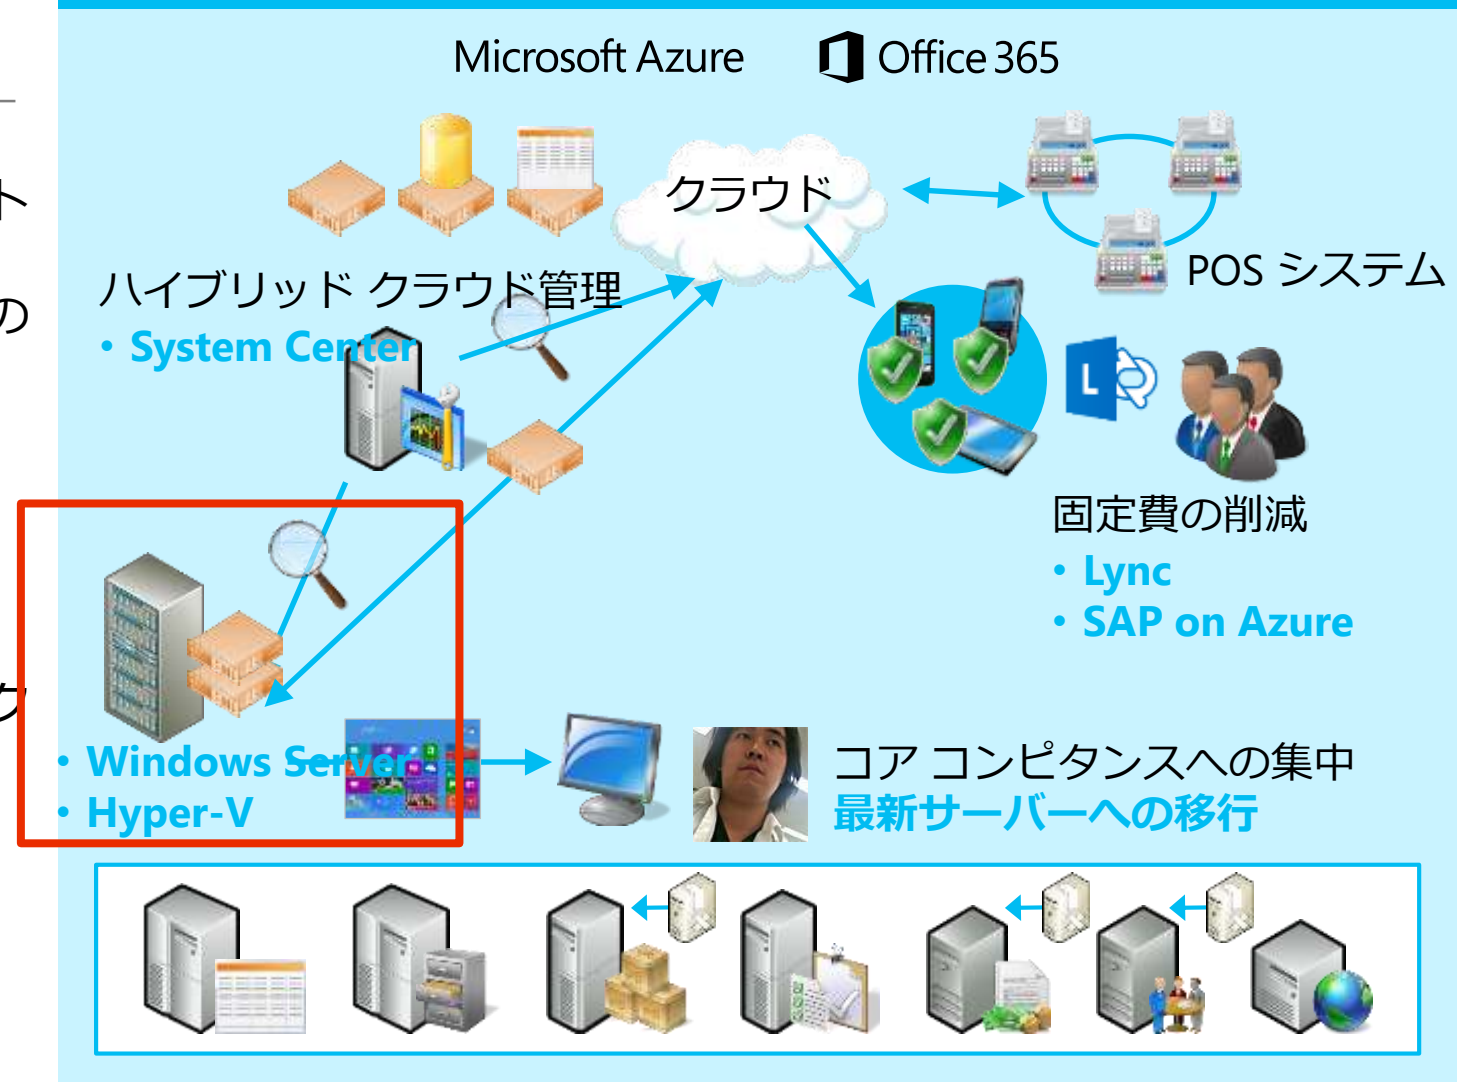 Microsoft Azure
Office 365
ト
クラウド
の
ハイブリッド クラウド管理
• System Center
POS システム
L
固定費の削減
• Lync
• SAP on Azure
ク
• Windows Server
• Hyper-V
コア コンピタンスへの集中
最新サーバーへの移行